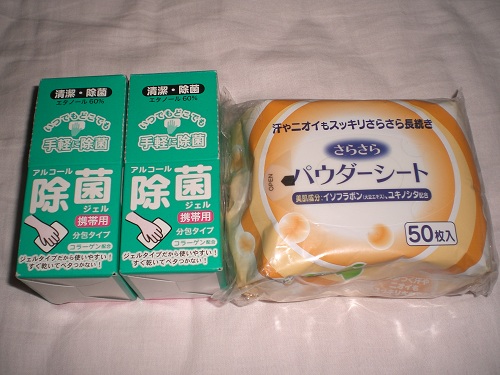 清潔・除菌
エタノール60%
いつでもどこでも
手軽に除菌
アルコール
除菌
ジェル
携帯用
分包タイプ
コラーゲン配合
ジェルタイプだから使いやすい!
すぐ乾いてベタつかない!
清潔・除菌
エタノール60%
いつでもどこでも
手軽に除菌
アルコール
除菌
ジェル
携帯用
分包タイプ
コラーゲン配合
ジェルタイプだから使いやすい!
すぐ乾いてベタつかない!
汗やニオイもスッキリさらさら長続き
さらさら
パウダーシート
OPEN
美肌成分:イソフラボン(大豆エキス)、ユキノシタ配合
50枚入